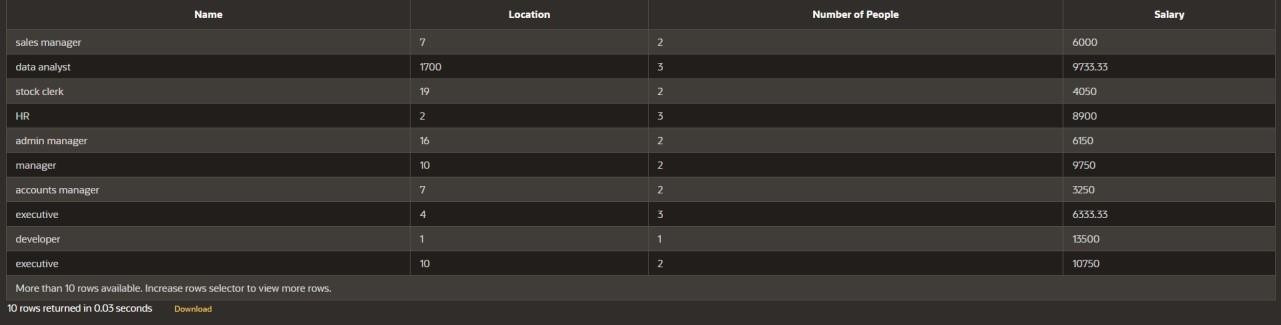 Name Location Number of People Salary
sales manager 7 2 6000
data analyst 1700 3 9733.33
stock clerk 19 2 4050
HR 2 3 8900
admin manager 16 2 6150
manager 10 2 9750
accounts manager 7 2 3250
executive 4 3 6333.33
developer 1 1 13500
executive 10 2 10750
More than 10 rows available. Increase rows selector to view more rows.
10 rows returned in 0.03 seconds Download